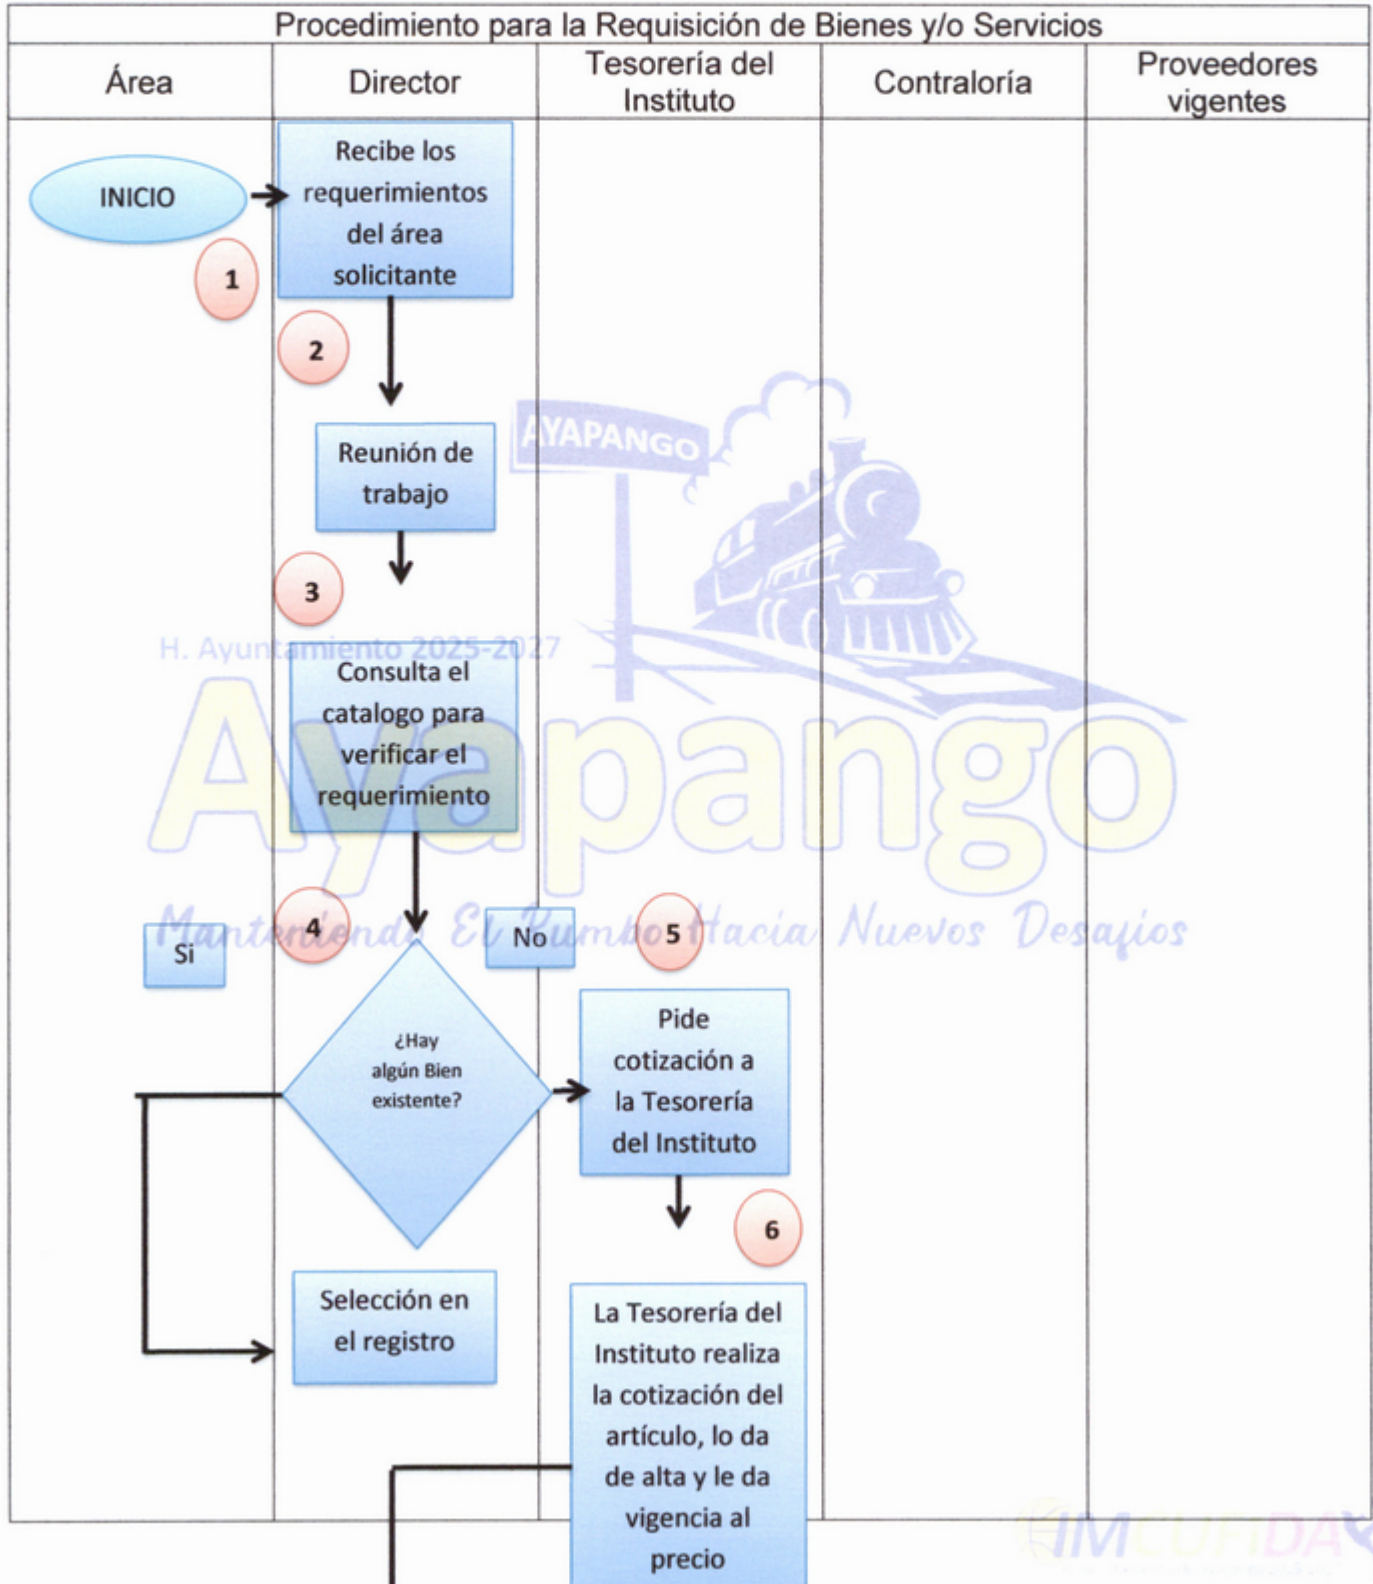 Procedimiento para la Requisición de Bienes y/o Servicios
Área
Director
Tesorería del
Instituto
Contraloría
Proveedores
vigentes
INICIO
Recibe los
requerimientos
del área
solicitante
1
2
AYAPANGO
Reunión de
trabajo
3
H. Ayuntamiento 2025-2027
Consulta el
catalogo para
verificar el
requerimiento
Ayapango
Manteniendo El Rumbo Hacia Nuevos Desafíos
Si
4
No
5
¿Hay
algún Bien
existente?
Pide
cotización a
la Tesorería
del Instituto
6
Selección en
el registro
La Tesorería del
Instituto realiza
la cotización del
artículo, lo da
de alta y le da
vigencia al
precio
IMCUFIDAY